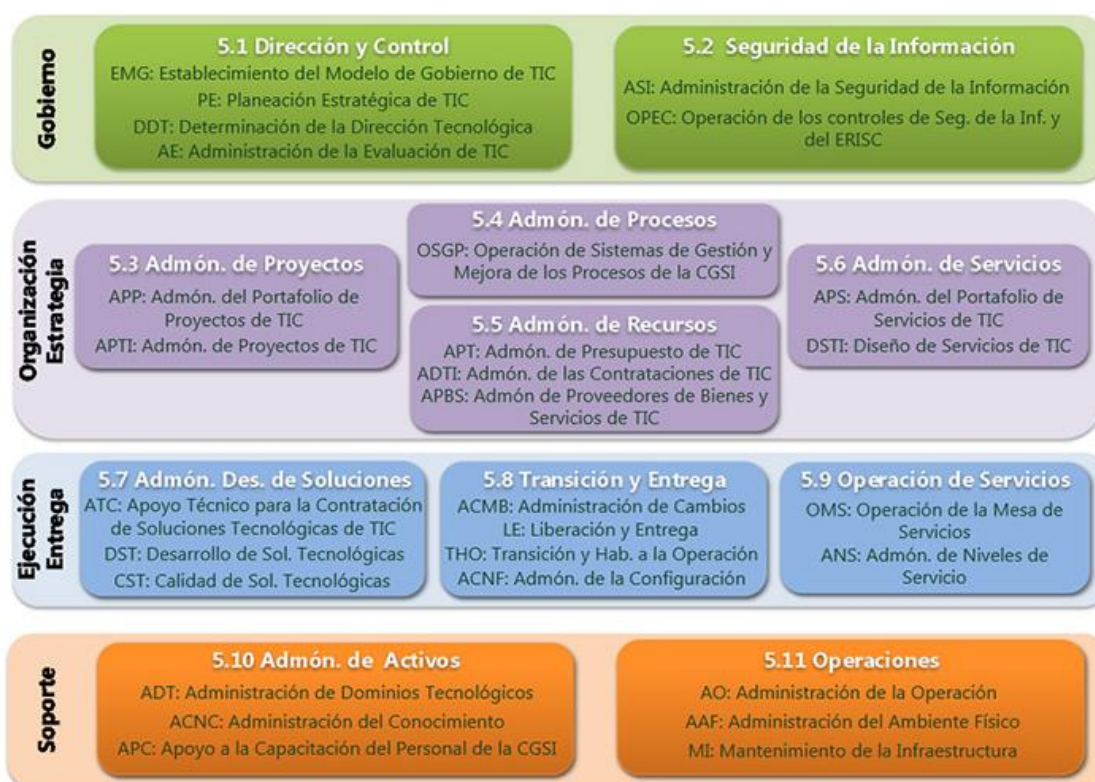 Gobierno
5.1 Dirección y Control
EMG: Establecimiento del Modelo de Gobierno de TIC
PE: Planeación Estratégica de TIC
DDT: Determinación de la Dirección Tecnológica
AE: Administración de la Evaluación de TIC
5.2 Seguridad de la Información
ASI: Administración de la Seguridad de la Información
OPEC: Operación de los controles de Seg. de la Inf. y
del ERISC
Organización
Estrategia
5.3 Admón. de Proyectos
APP: Admón. del Portafolio de
Proyectos de TIC
APTI: Admón. de Proyectos de TIC
5.4 Admón. de Procesos
OSGP: Operación de Sistemas de Gestión y
Mejora de los Procesos de la CGSI
5.5 Admón. de Recursos
APT: Admón. de Presupuesto de TIC
ADTI: Admón. de las Contrataciones de TIC
APBS: Admón de Proveedores de Bienes y
Servicios de TIC
5.6 Admón. de Servicios
APS: Admón. del Portafolio de
Servicios de TIC
DSTI: Diseño de Servicios de TIC
Ejecución
Entrega
5.7 Admón. Des. de Soluciones
ATC: Apoyo Técnico para la Contratación
de Soluciones Tecnológicas de TIC
DST: Desarrollo de Sol. Tecnológicas
CST: Calidad de Sol. Tecnológicas
5.8 Transición y Entrega
ACMB: Administración de Cambios
LE: Liberación y Entrega
THO: Transición y Hab. a la Operación
ACNF: Admón. de la Configuración
5.9 Operación de Servicios
OMS: Operación de la Mesa de
Servicios
ANS: Admón. de Niveles de
Servicio
Soporte
5.10 Admón. de Activos
ADT: Administración de Dominios Tecnológicos
ACNC: Administración del Conocimiento
APC: Apoyo a la Capacitación del Personal de la CGSI
5.11 Operaciones
AO: Administración de la Operación
AAF: Administración del Ambiente Físico
MI: Mantenimiento de la Infraestructura